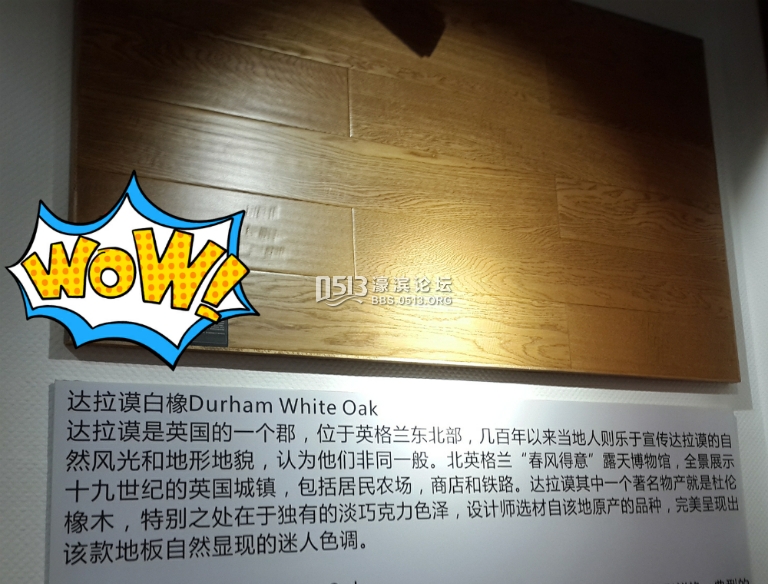 WOW!
0513濠滨论坛
BBS.0513.ORG
达拉谟白橡Durham White Oak
达拉谟是英国的一个郡，位于英格兰东北部，几百年以来当地人则乐于宣传达拉谟的自
然风光和地形地貌，认为他们非同一般。北英格兰“春风得意”露天博物馆，全景展示
十九世纪的英国城镇，包括居民农场，商店和铁路。达拉谟其中一个著名物产就是杜伦
橡木，特别之处在于独有的淡巧克力色泽，设计师选材自该地原产的品种，完美呈现出
该款地板自然显现的迷人色调。